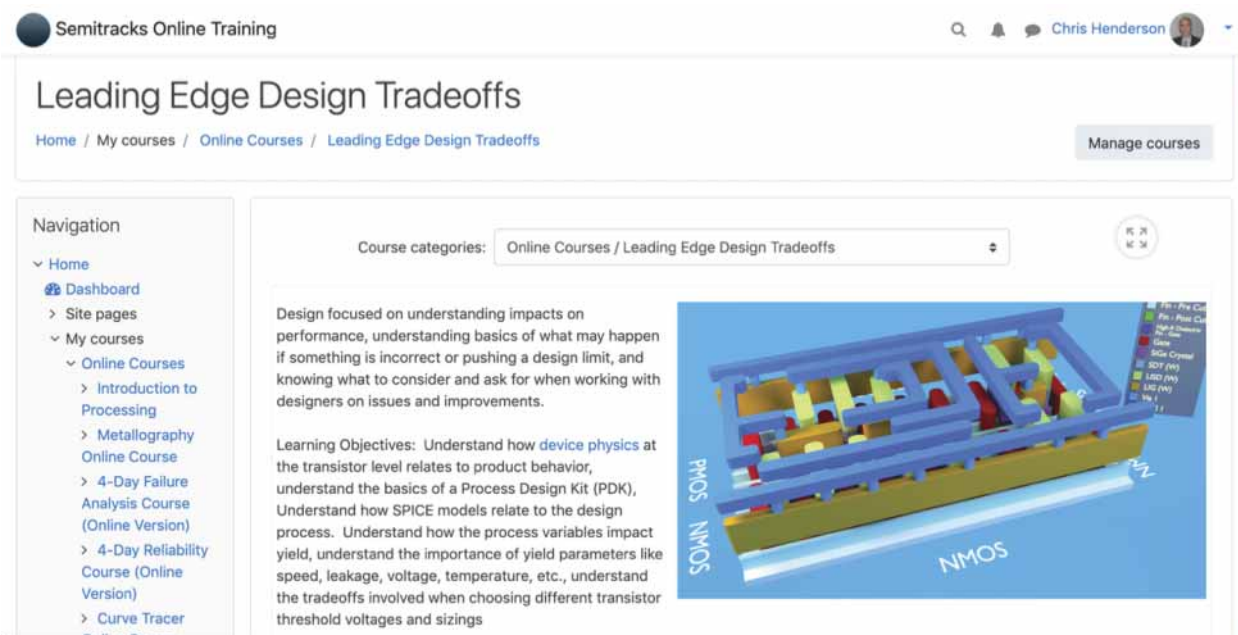 Semitracks Online Training
Chris Henderson
Leading Edge Design Tradeoffs
Home / My courses / Online Courses / Leading Edge Design Tradeoffs
Manage courses
Navigation
Home
Dashboard
Site pages
My courses
Online Courses
Introduction to
Processing
Metallography
Online Course
4-Day Failure
Analysis Course
(Online Version)
4-Day Reliability
Course (Online
Version)
Curve Tracer
Course categories:
Online Courses / Leading Edge Design Tradeoffs
Design focused on understanding impacts on
performance, understanding basics of what may happen
if something is incorrect or pushing a design limit, and
knowing what to consider and ask for when working with
designers on issues and improvements.
Learning Objectives: Understand how device physics at
the transistor level relates to product behavior,
understand the basics of a Process Design Kit (PDK),
Understand how SPICE models relate to the design
process. Understand how the process variables impact
yield, understand the importance of yield parameters like
speed, leakage, voltage, temperature, etc., understand
the tradeoffs involved when choosing different transistor
threshold voltages and sizings
Fin - Pre
Fin - Post
Gate
SiGe Crystal
SDT (W)
LISD (W)
LIG (W)
PMOS
NMOS
NMOS